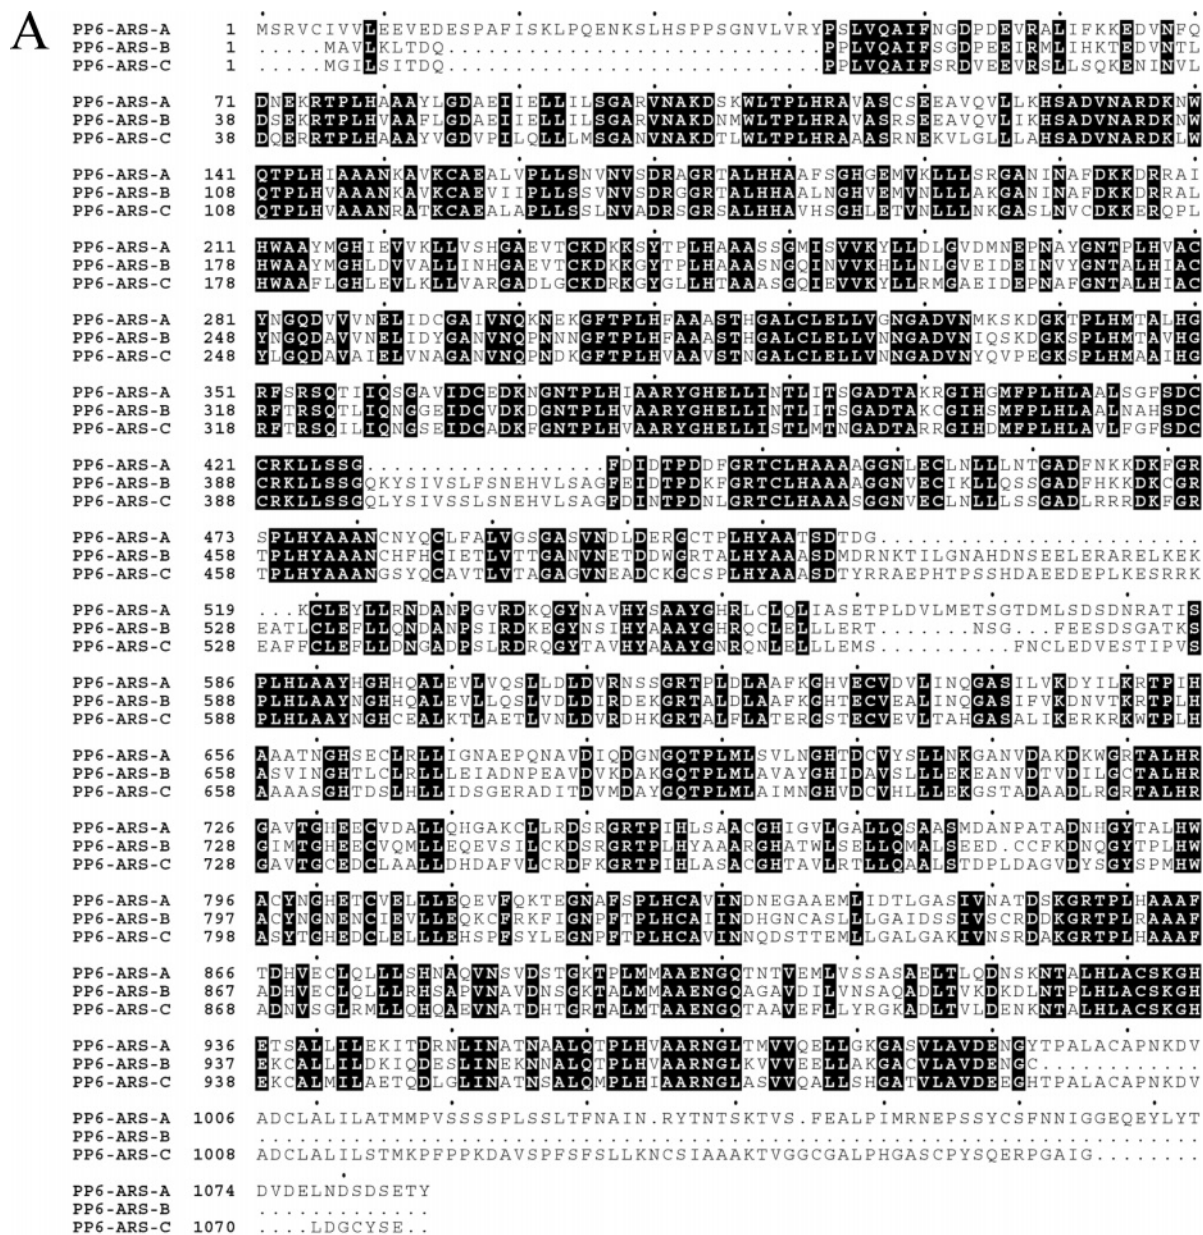 A
PP6-ARS-A 1 MSRVCIVVLEEVEDESPAFISKLPQENKSLHSPPSGNVLVRYPSLVQAIFNGDPDEVRALIFKKEDVNFQ
PP6-ARS-B 1 .....MAVLKLTDQ............................PPLVQAIFSGDPEEIRMLIHKTEDVNTL
PP6-ARS-C 1 .....MGILSITDQ............................PPLVQAIFSRDVEEVRSLLSQKENINVL
PP6-ARS-A 71 DNEKRTPLHAAAYLGDAEIIELLILSGARVNAKDSKWLTPLHRAVASCSEEAVQVLLKHSADVNARDKNW
PP6-ARS-B 38 DSEKRTPLHVAAFLGDAEIIELLILSGARVNAKDNMWLTPLHRAVASRSEEAVQVLIKHSADVNARDKNW
PP6-ARS-C 38 DQERRTPLHAAAYVGDVPILQLLLMSGANVNAKDTLWLTPLHRAAASRNEKVLGLLLAHSADVNARDKLW
PP6-ARS-A 141 QTPLHIAAANKAVKCAEALVPLLSNVNVSDRAGRTALHHAAFSGHGEMVKLLLSRGANINAFDKKDRRAI
PP6-ARS-B 108 QTPLHVAAANKAVKCAEVIIPLLSSVNVSDRGGRTALHHAALNGHVEMVNLLLAKGANINAFDKKDRRAL
PP6-ARS-C 108 QTPLHVAAANRATKCAEALAPLLSSLNVADRSGRSALHHAVHSGHLETVNLLLNKGASLNVCDKKERQPL
PP6-ARS-A 211 HWAAYMGHIEVVKLLVSHGAEVTCKDKKSYTPLHAAASSGMISVVKYLLDLGVDMNEPNAYGNTPLHVAC
PP6-ARS-B 178 HWAAYMGHLDVVALLINHGAEVTCKDKKGYTPLHAAASNGQINVVKHLLNLGVEIDEINVYGNTALHIAC
PP6-ARS-C 178 HWAAFLGHLEVLKLLVARGADLGCKDRKGYGLLHTAAASGQIEVVKYLLRMGAEIDEPNAFGNTALHIAC
PP6-ARS-A 281 YNGQDVVVNELIDCGAIVNQKNEKGFTPLHFAAASTHGALCLELLVGNGADVNMKSKDGKTPLHMTALHG
PP6-ARS-B 248 YNGQDAVVNELIDYGANVNQPNNNGFTPLHFAAASTHGALCLELLVNNGADVNIQSKDGKSPLHMTAVHG
PP6-ARS-C 248 YLGQDAVAIELVNAGANVNQPNDKGFTPLHVAAVSTNGALCLELLVNNGADVNYQVPEGKSPLHMAAIHG
PP6-ARS-A 351 RFSRSQTIIQSGAVIDCEDKNGNTPLHIAARYGHELLINTLITSGADTAKRGIHGMFPLHLAALSGFSDC
PP6-ARS-B 318 RFTRSQTLIQNGGEIDCVDKDGNTPLHVAARYGHELLINTLITSGADTAKCGIHSMFPLHLAALNAHSDC
PP6-ARS-C 318 RFTRSQILIQNGSEIDCADKFGNTPLHVAARYGHELLISTLMTNGADTARRGIHDMFPLHLAVLFGFSDC
PP6-ARS-A 421 CRKLLSSG..................FDIDTPDDFGRTCLHAAAAGGNLECLNLLLNTGADFNKKDKFGR
PP6-ARS-B 388 CRKLLSSGQKYSIVSLFSNEHVLSAGFEIDTPDKFGRTCLHAAAAGGNVECIKLLQSSGADFHKKDKCGR
PP6-ARS-C 388 CRKLLSSGQLYSIVSSLSNEHVLSAGFDINTPDNLGRTCLHAAASGGNVECLNLLLSSGADLRRRDKFGR
PP6-ARS-A 473 SPLHYAAANCNYQCLFALVGSGASVNDLDERGCTPLHYAATSDTDG........................
PP6-ARS-B 458 TPLHYAAANCHFHCIETLVTTGANVNETDDWGRTALHYAAASDMDRNKTILGNAHDNSEELERARELKEK
PP6-ARS-C 458 TPLHYAAANGSYQCAVTLVTAGAGVNEADCKGCSPLHYAAASDTYRRAEPHTPSSHDAEEDEPLKESRRK
PP6-ARS-A 519 ...KCLEYLLRNDANPGVRDKQGYNAVHYSAAYGHRLCLQLIASETPLDVLMETSGTDMLSDSDNRATIS
PP6-ARS-B 528 EATLCLEFLLQNDANPSIRDKEGYNSIHYAAAYGHRQCLELLLERT.......NSG...FEESDSGATKS
PP6-ARS-C 528 EAFFCLEFLLDNGADPSLRDRQGYTAVHYAAAYGNRQNLELLLEMS.......FNCLEDVESTIPVS
PP6-ARS-A 586 PLHLAAYHGHHQALEVLVQSLLDLDVRNSSGRTPLDLAAFKGHVECVDVLINQGASILVKDYILKRTPIH
PP6-ARS-B 588 PLHLAAYNGHHQALEVLLQSLVDLDIRDEKGRTALDLAAFKGHTECVEALINQGASIFVKDNVTKRTPLH
PP6-ARS-C 588 PLHLAAYNGHCEALKTLAETLVNLDVRDHKGRTALFLATERGSTECVEVLTAHGASALIKERKRKWTPLH
PP6-ARS-A 656 AAATNGHSECLRLLIGNAEPQNAVDIQDGNGQTPLMLSVLNGHTDCVYSLLNKGANVDAKDKWGRTALHR
PP6-ARS-B 658 ASVINGHTLCLRLLLEIADNPEAVDVKDAKGQTPLMLAVAYGHIDAVSLLLEKEANVDTVDILGCTALHR
PP6-ARS-C 658 AAAASGHTDSLHLLIDSGERADITDVMDAYGQTPLMLAIMNGHVDCVHLLLEKGSTADAADLRGRTALHR
PP6-ARS-A 726 GAVTGHEECVDALLQHGAKCLLRDSRGRTPIHLSAACGHIGVLGALLQSAASMDANPATADNHGYTALHW
PP6-ARS-B 728 GIMTGHEECVQMLLEQEVSILCKDSRGRTPLHYAAARGHATWLSELLQMALSEED.CCFKDNQGYTPLHW
PP6-ARS-C 728 GAVTGCEDCLAALLDHDAFVLCRDFKGRTPIHLASACGHTAVLRTLLQAALSTDPLDAGVDYSGYSPMHW
PP6-ARS-A 796 ACYNGHETCVELLLEQEVFQKTEGNAFSPLHCAVINDNEGAAEMLIDTLGASIVNATDSKGRTPLHAAAF
PP6-ARS-B 797 ACYNGNENCIEVLLEQKCFRKFIGNPFTPLHCAIINDHGNCASLLLGAIDSSIVSCRDDKGRTPLHAAAF
PP6-ARS-C 798 ASYTGHEDCLELLLEHSPFSYLEGNPFTPLHCAVINNQDSTTEMLLGALGAKIVNSRDAKGRTPLHAAAF
PP6-ARS-A 866 TDHVECLQLLLSHNAQVNSVDSTGKTPLMMAAENGQTNTVEMLVSSASAELTLQDNSKNTALHLACSKGH
PP6-ARS-B 867 ADHVECLQLLLRHSAPVNAVDNSGKTALMMAAENGQAGAVDILVNSAQADLTVKDKDLNTPLHLACSKGH
PP6-ARS-C 868 ADNVSGLRMLLQHQAEVNATDHTGRTALMTAAENGQTAAVEFLLYRGKADLTVLDENKNTALHLACSKGH
PP6-ARS-A 936 ETSALLILEKITDRNLINATNAALQTPLHVAARNGLTMVVQELLGKGASVLAVDENGYTPALACAPNKDV
PP6-ARS-B 937 EKCALLILEKIQDESLINEKNNALQTPLHVAARNGLKVVVEELLAKGACVLAVDENGC............
PP6-ARS-C 938 EKCALMILAETQDLGLINATNSALQMPLHIAARNGLASVVQALLSHGATVLAVDEEGHTPALACAPNKDV
PP6-ARS-A 1006 ADCLALILATMMPVSSSSPLSSLTFNAIN.RYTNTSKTVS.FEALPIMRNEPSSYCSFNNIGGEQEYLYT
PP6-ARS-B ......................................................................
PP6-ARS-C 1008 ADCLALILSTMKPFPPKDAVSPFSFSLLKNCSIAAAKTVGGCGALPHGASCPYSQERPGAIG........
PP6-ARS-A 1074 DVDELNDSDSETY
PP6-ARS-B .............
PP6-ARS-C 1070 ....LDGCYSE..